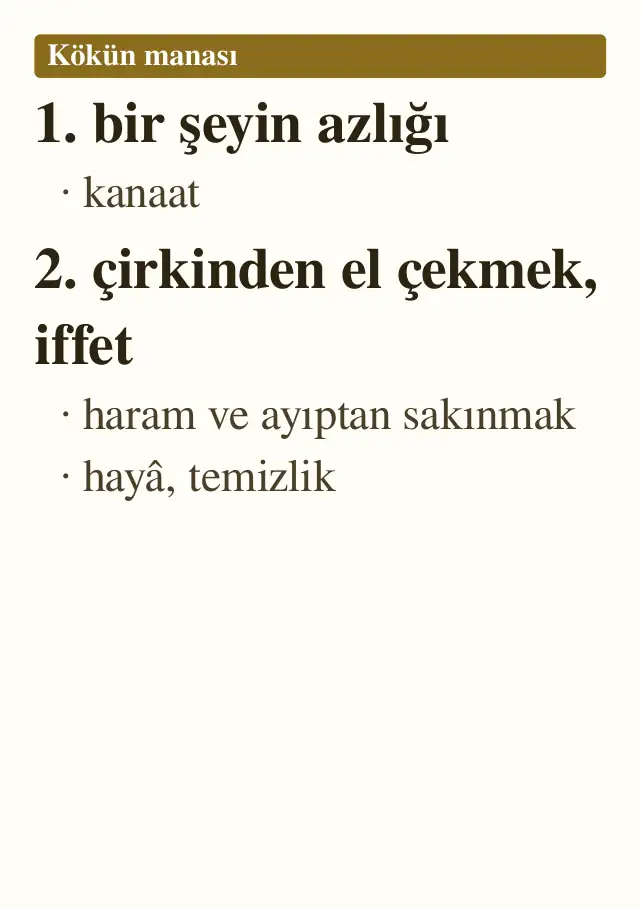 Kökün manası
1. bir şeyin azlığı
· kanaat
2. çirkinden el çekmek,
iffet
· haram ve ayıptan sakınmak
· hayâ, temizlik